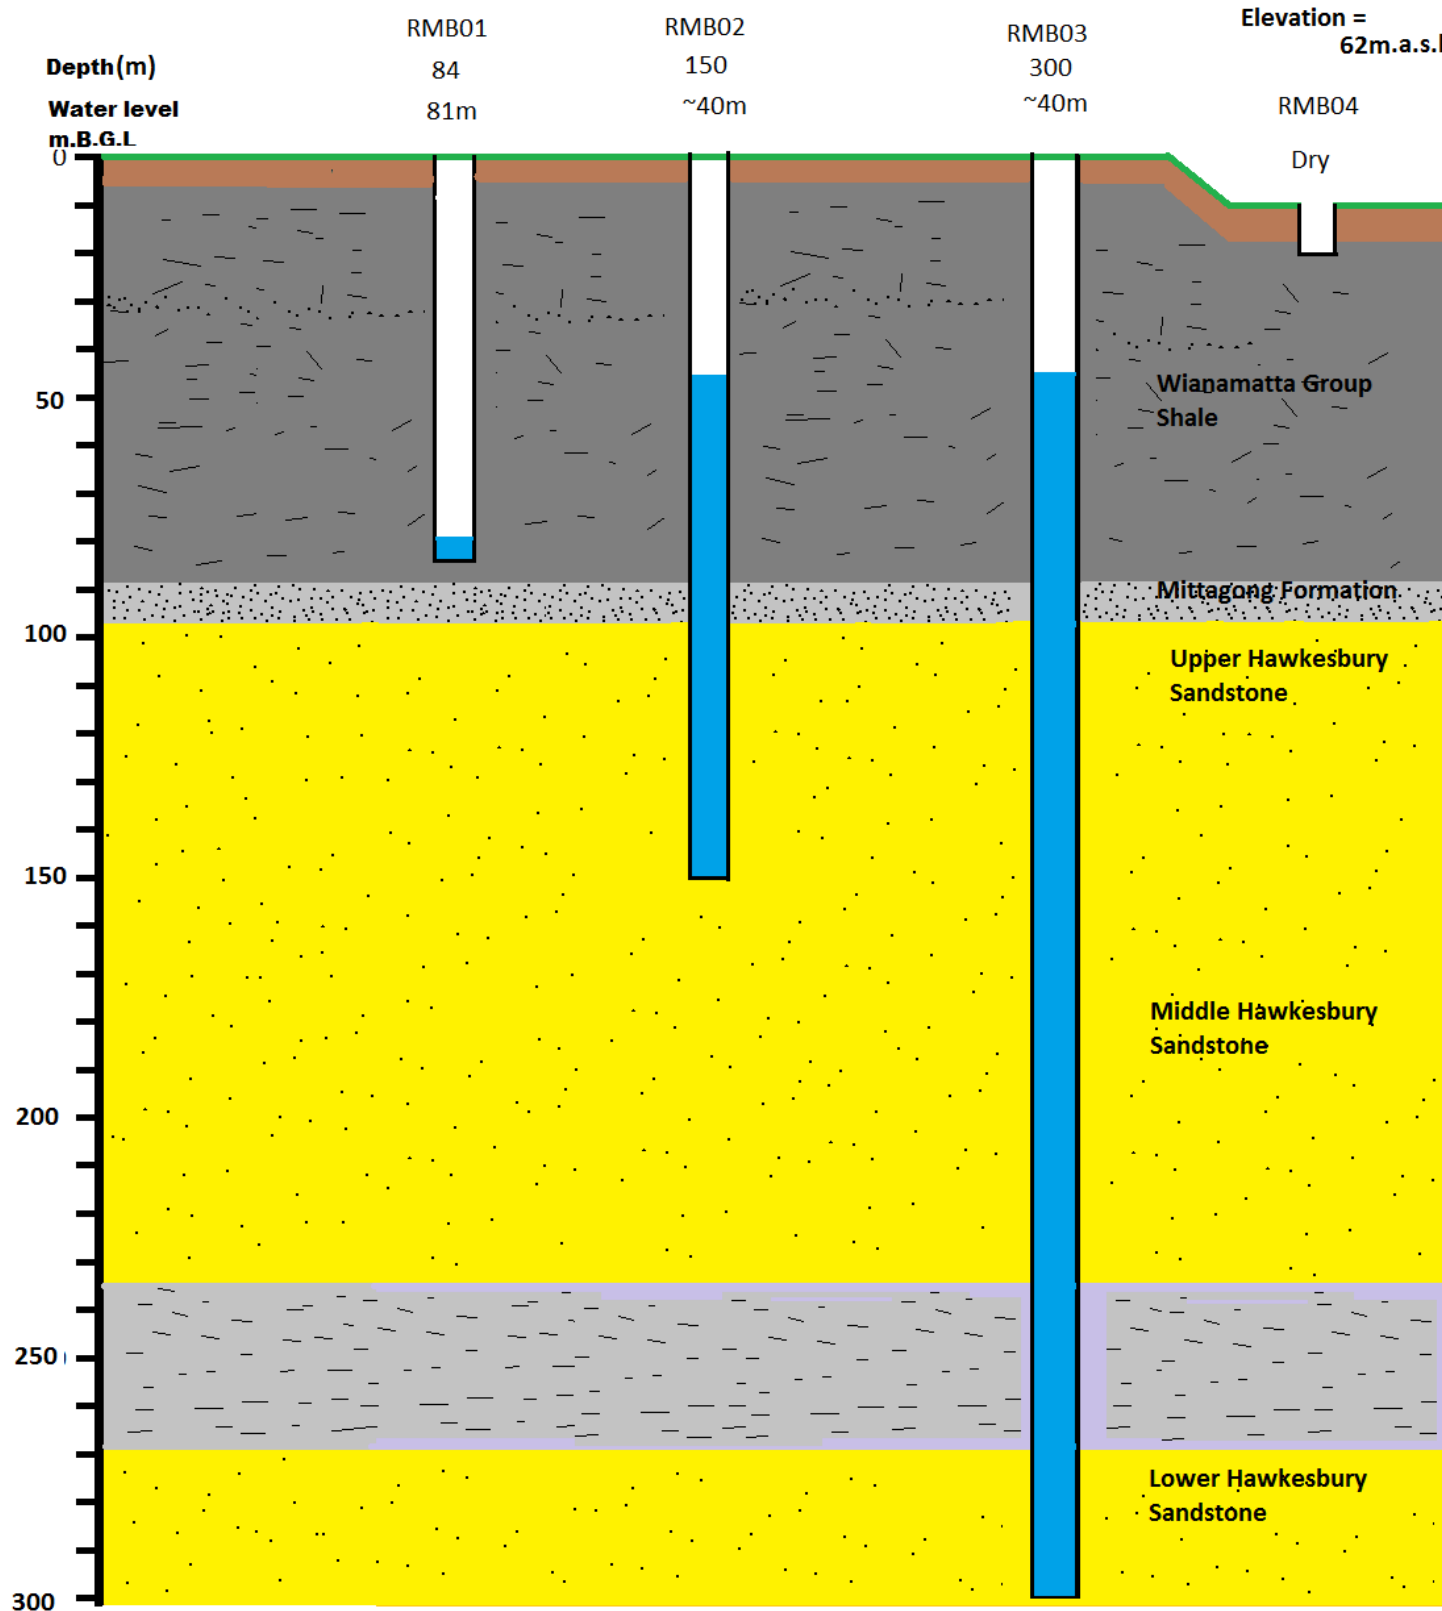 RMB01
RMB02
RMB03
Elevation =
62m.a.s.l
Depth(m)
84
150
300
Water level
m.B.G.L
81m
~40m
~40m
RMB04
Dry
0
50
100
150
200
250
300
Wianamatta Group
Shale
Mittagong Formation
Upper Hawkesbury
Sandstone
Middle Hawkesbury
Sandstone
Lower Hawkesbury
Sandstone